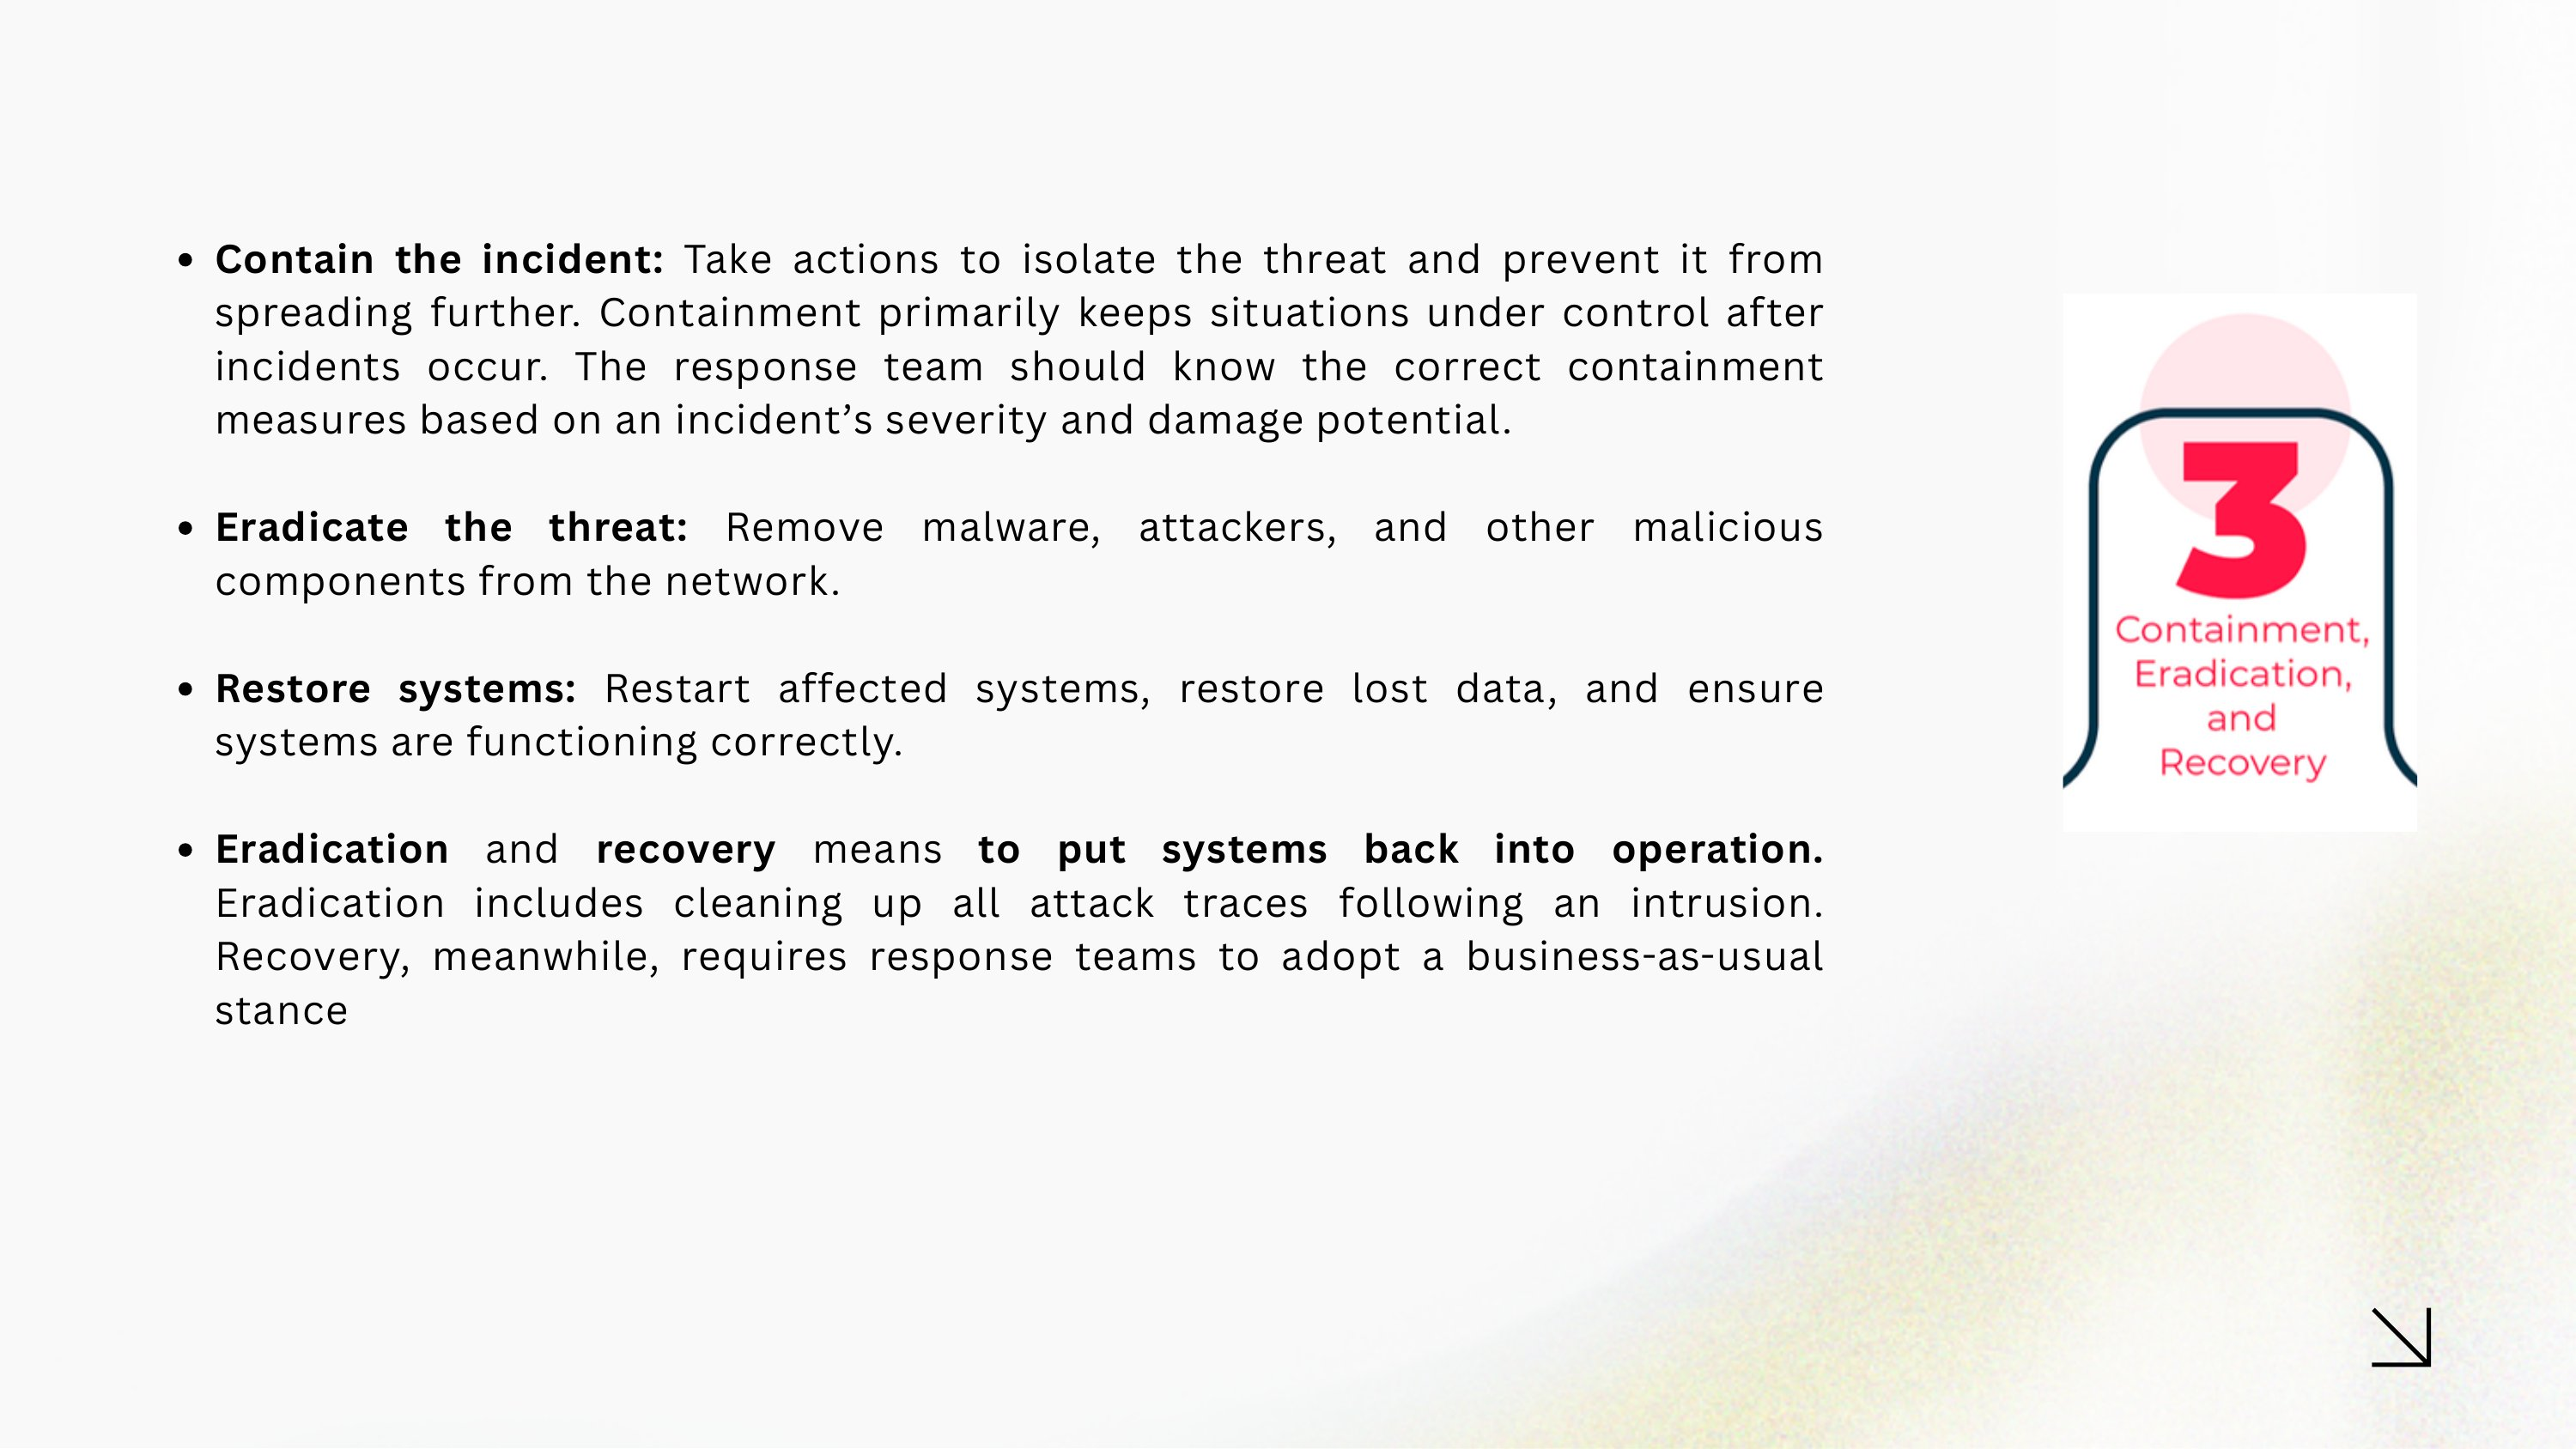 • Contain the incident: Take actions to isolate the threat and prevent it from
spreading further. Containment primarily keeps situations under control after
incidents occur. The response team should know the correct containment
measures based on an incident’s severity and damage potential.
• Eradicate the threat: Remove malware, attackers, and other malicious
components from the network.
• Restore systems: Restart affected systems, restore lost data, and ensure
systems are functioning correctly.
• Eradication and recovery means to put systems back into operation.
Eradication includes cleaning up all attack traces following an intrusion.
Recovery, meanwhile, requires response teams to adopt a business-as-usual
stance
3
Containment,
Eradication,
and
Recovery